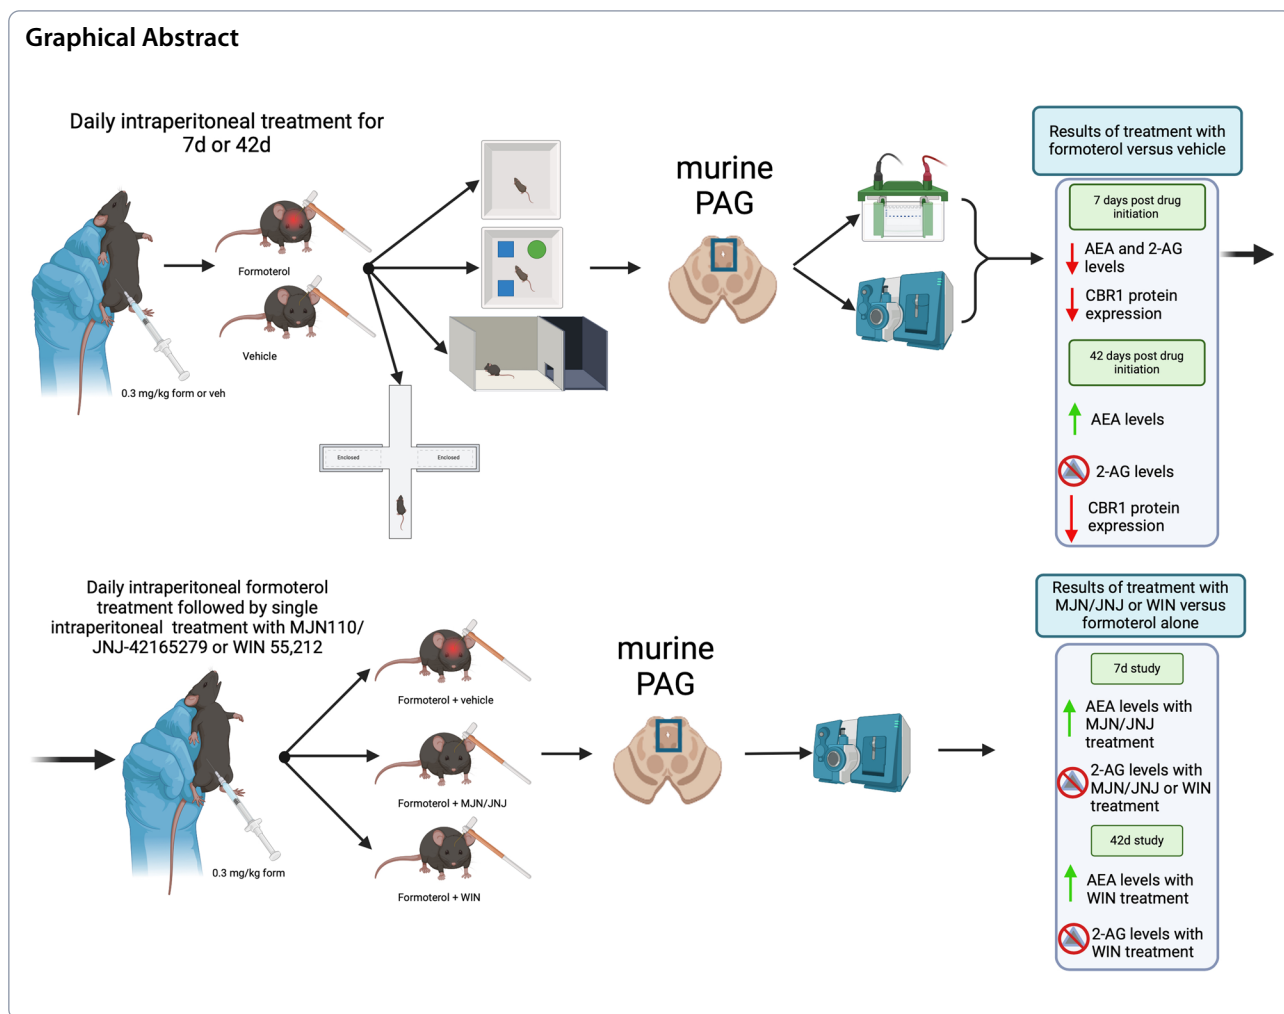 Graphical Abstract
Daily intraperitoneal treatment for
7d or 42d
0.3 mg/kg form or veh
Formoterol
Vehicle
Enclosed
Enclosed
murine
PAG
Results of treatment with
formoterol versus vehicle
7 days post drug
initiation
AEA and 2-AG
levels
CBR1 protein
expression
42 days post drug
initiation
AEA levels
2-AG levels
CBR1 protein
expression
Daily intraperitoneal formoterol
treatment followed by single
intraperitoneal treatment with MJN110/
JNJ-42165279 or WIN 55,212
0.3 mg/kg form
Formoterol + vehicle
Formoterol + MJN/JNJ
Formoterol + WIN
murine
PAG
Results of treatment with
MJN/JNJ or WIN versus
formoterol alone
7d study
AEA levels with
MJN/JNJ
treatment
2-AG levels with
MJN/JNJ or WIN
treatment
42d study
AEA levels with
WIN treatment
2-AG levels with
WIN treatment